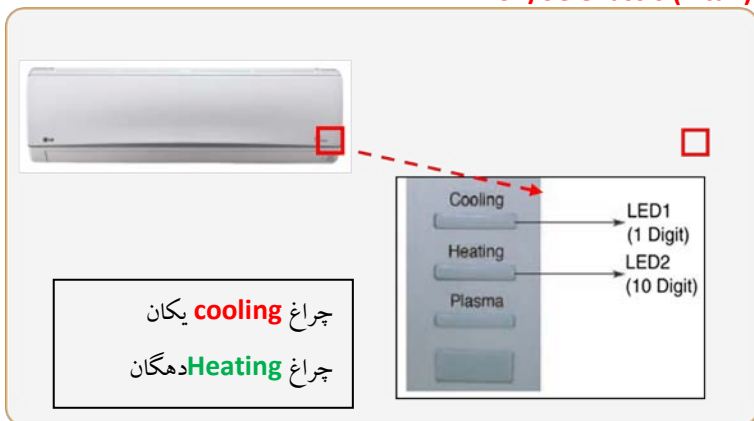 Cooling
LED1
(1 Digit)
Heating
LED2
(10 Digit)
Plasma
چراغ cooling یکان
چراغ Heatingدهگان